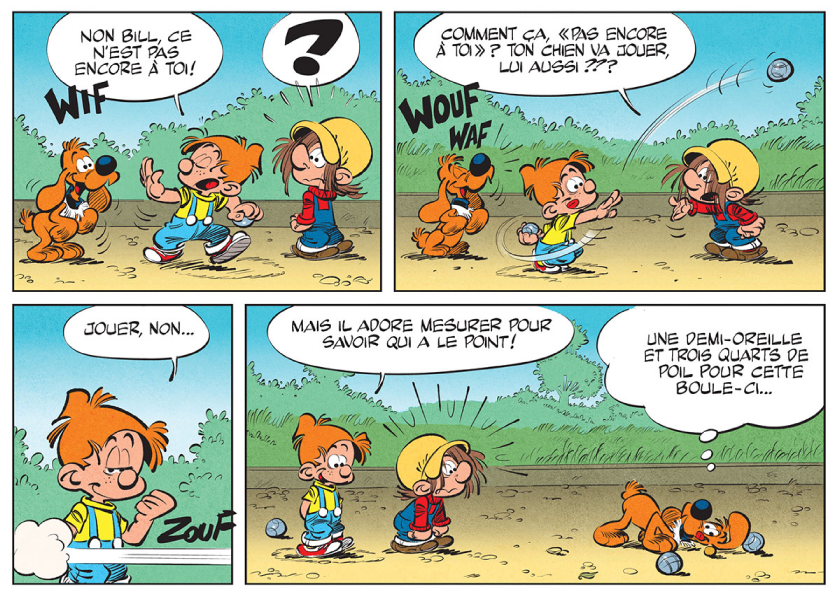 NON BILL, CE
N'EST PAS
ENCORE À TOI!
?
WIF
COMMENT ÇA, «PAS ENCORE
À TOI»? TON CHIEN VA JOUER,
LUI AUSSI???
WOUF
WAF
JOUER, NON...
ZOUF
MAIS IL ADORE MESURER POUR
SAVOIR QUI A LE POINT!
UNE DEMI-OREILLE
ET TROIS QUARTS DE
POIL POUR CETTE
BOULE-CI...